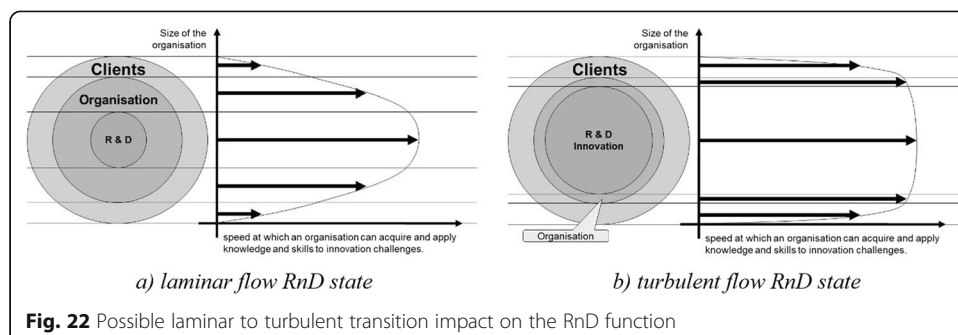 Size of the
organisation
Clients
Organisation
R & D
speed at which an organisation can acquire and apply
knowledge and skills to innovation challenges.
a) laminar flow RnD state
Size of the
organisation
Clients
R & D
Innovation
Organisation
speed at which an organisation can acquire and apply
knowledge and skills to innovation challenges.
b) turbulent flow RnD state
Fig. 22 Possible laminar to turbulent transition impact on the RnD function